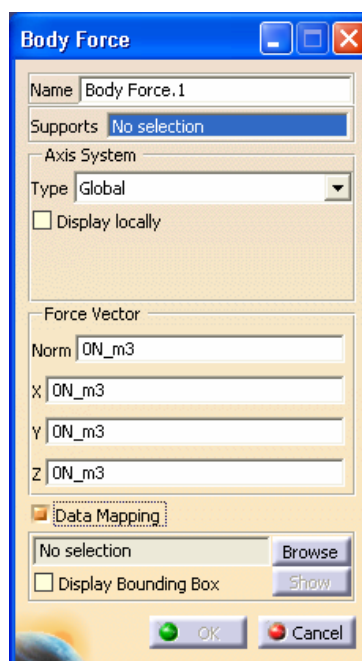 Body Force
Name Body Force.1
Supports No selection
Axis System
Type Global
Display locally
Force Vector
Norm 0N_m3
X 0N_m3
Y 0N_m3
Z 0N_m3
Data Mapping
No selection Browse
Display Bounding Box Show
OK Cancel